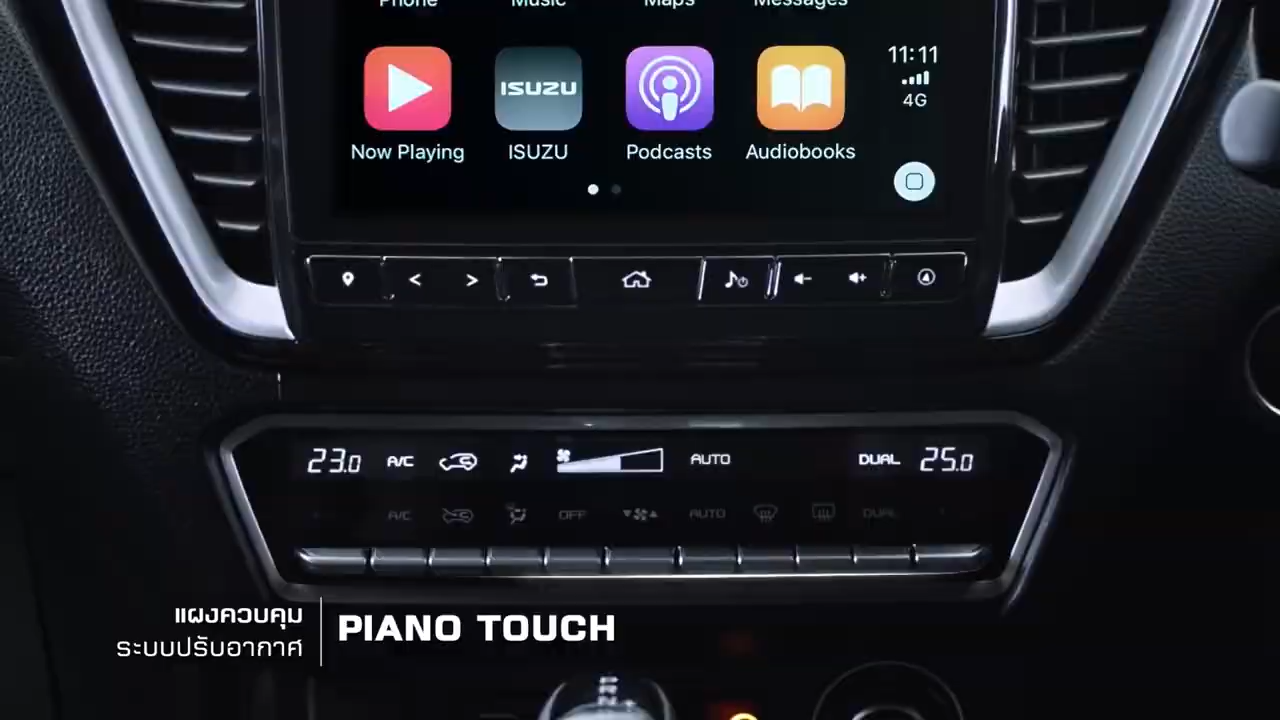 Phone Music Maps Messages
11:11
4G
ISUZU
Now Playing ISUZU Podcasts Audiobooks
23.0 A/C AUTO DUAL 25.0
A/C OFF AUTO DUAL
แผงควบคุม
ระบบปรับอากาศ
PIANO TOUCH
P
R
N